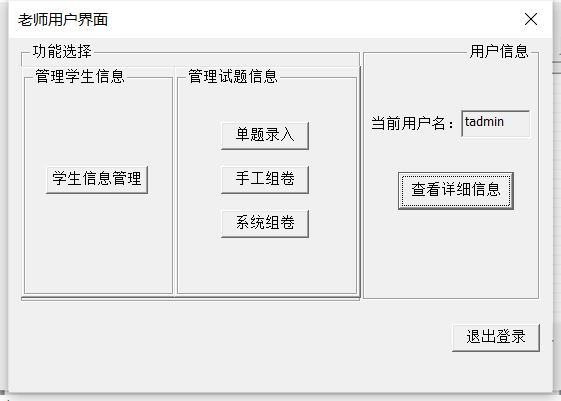 老师用户界面
功能选择
用户信息
管理学生信息
管理试题信息
当前用户名：
tadmin
单题录入
学生信息管理
手工组卷
查看详细信息
系统组卷
退出登录